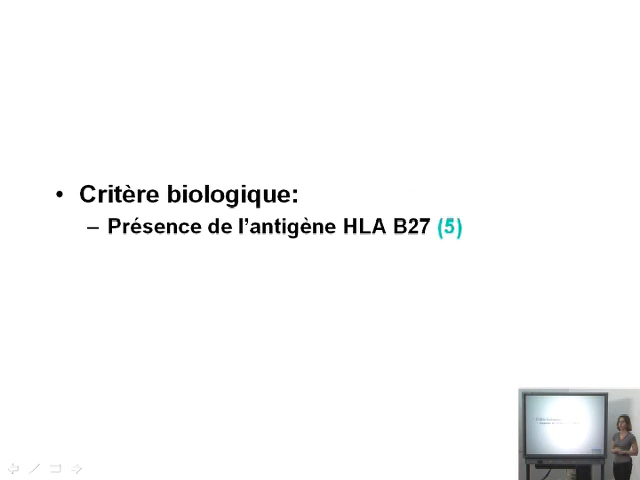 • Critère biologique:
– Présence de l’antigène HLA B27 (5)